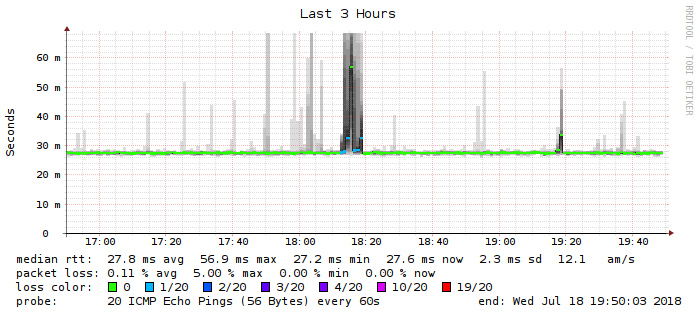 Last 3 Hours
RRDTOOL / TOBI OETIKER
Seconds
60 m
50 m
40 m
30 m
20 m
10 m
0
17:00 17:20 17:40 18:00 18:20 18:40 19:00 19:20 19:40
median rtt: 27.8 ms avg 56.9 ms max 27.2 ms min 27.6 ms now 2.3 ms sd 12.1 am/s
packet loss: 0.11 % avg 5.00 % max 0.00 % min 0.00 % now
loss color: 0 1/20 2/20 3/20 4/20 10/20 19/20
probe: 20 ICMP Echo Pings (56 Bytes) every 60s end: Wed Jul 18 19:50:03 2018